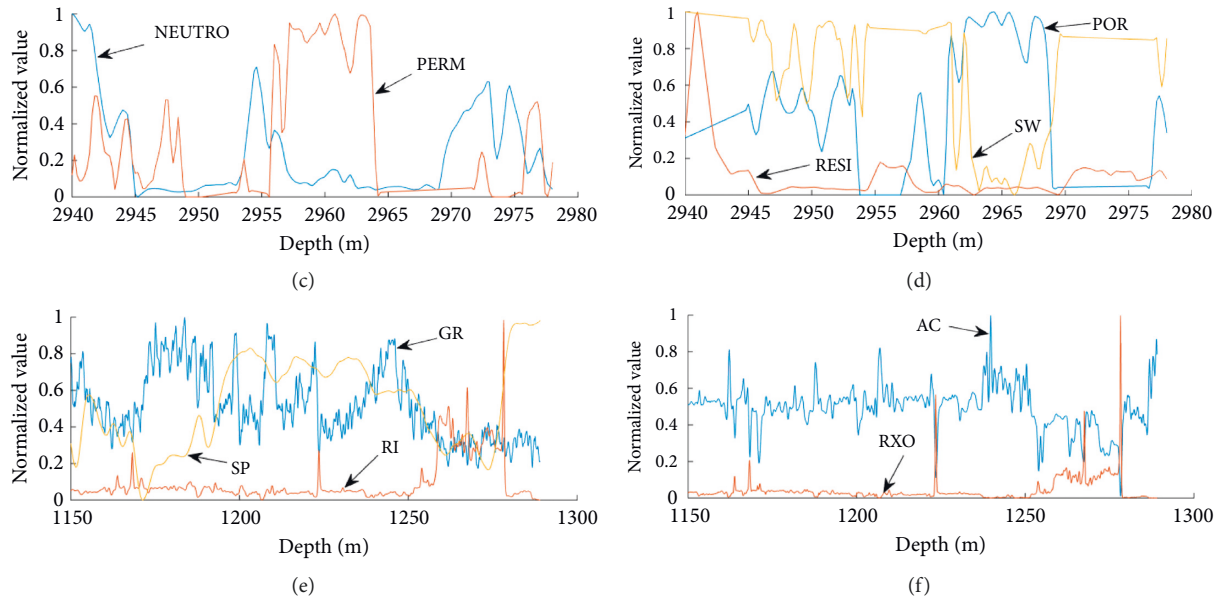 1
0.8
0.6
0.4
0.2
0
Normalized value
NEUTRO
PERM
2940 2945 2950 2955 2960 2965 2970 2975 2980
Depth (m)
(c)
1
0.8
0.6
0.4
0.2
0
Normalized value
POR
SW
RESI
2940 2945 2950 2955 2960 2965 2970 2975 2980
Depth (m)
(d)
1
0.8
0.6
0.4
0.2
0
Normalized value
GR
SP
RI
1150 1200 1250 1300
Depth (m)
(e)
1
0.8
0.6
0.4
0.2
0
Normalized value
AC
RXO
1150 1200 1250 1300
Depth (m)
(f)